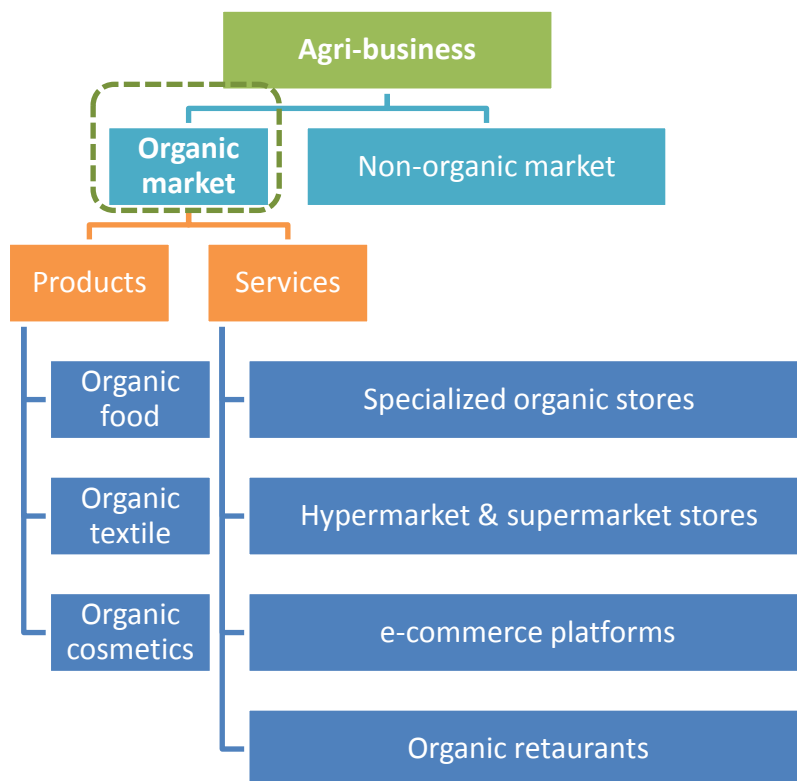 Agri-business
Organic
market
Non-organic market
Products
Services
Organic
food
Organic
textile
Organic
cosmetics
Specialized organic stores
Hypermarket & supermarket stores
e-commerce platforms
Organic retaurants